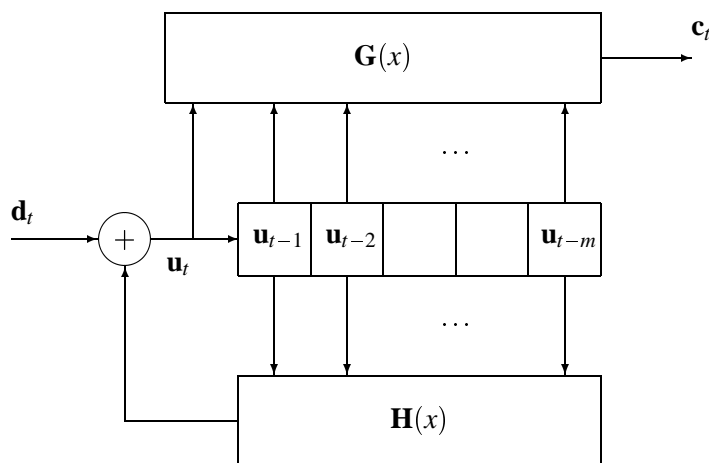 G(x)
c_t
...
d_t
+
u_t
u_{t−1} u_{t−2} u_{t−m}
...
H(x)